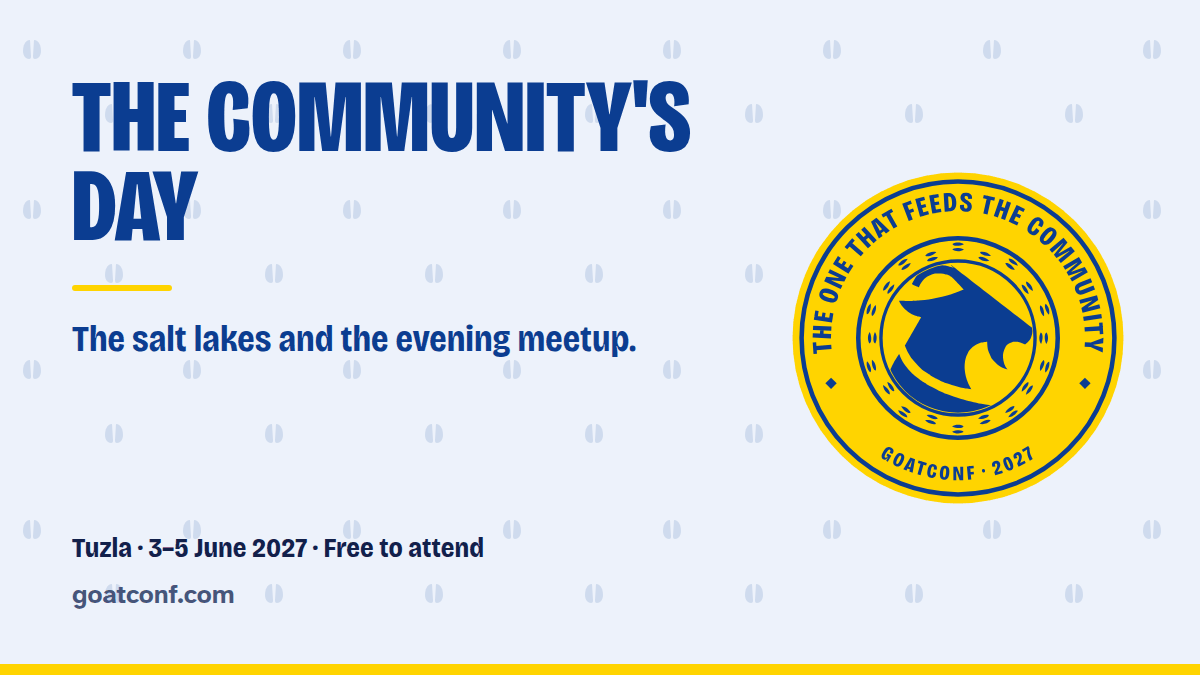 THE COMMUNITY'S
DAY
The salt lakes and the evening meetup.
THE ONE THAT FEEDS THE COMMUNITY
GOATCONF · 2027
Tuzla · 3–5 June 2027 · Free to attend
goatconf.com